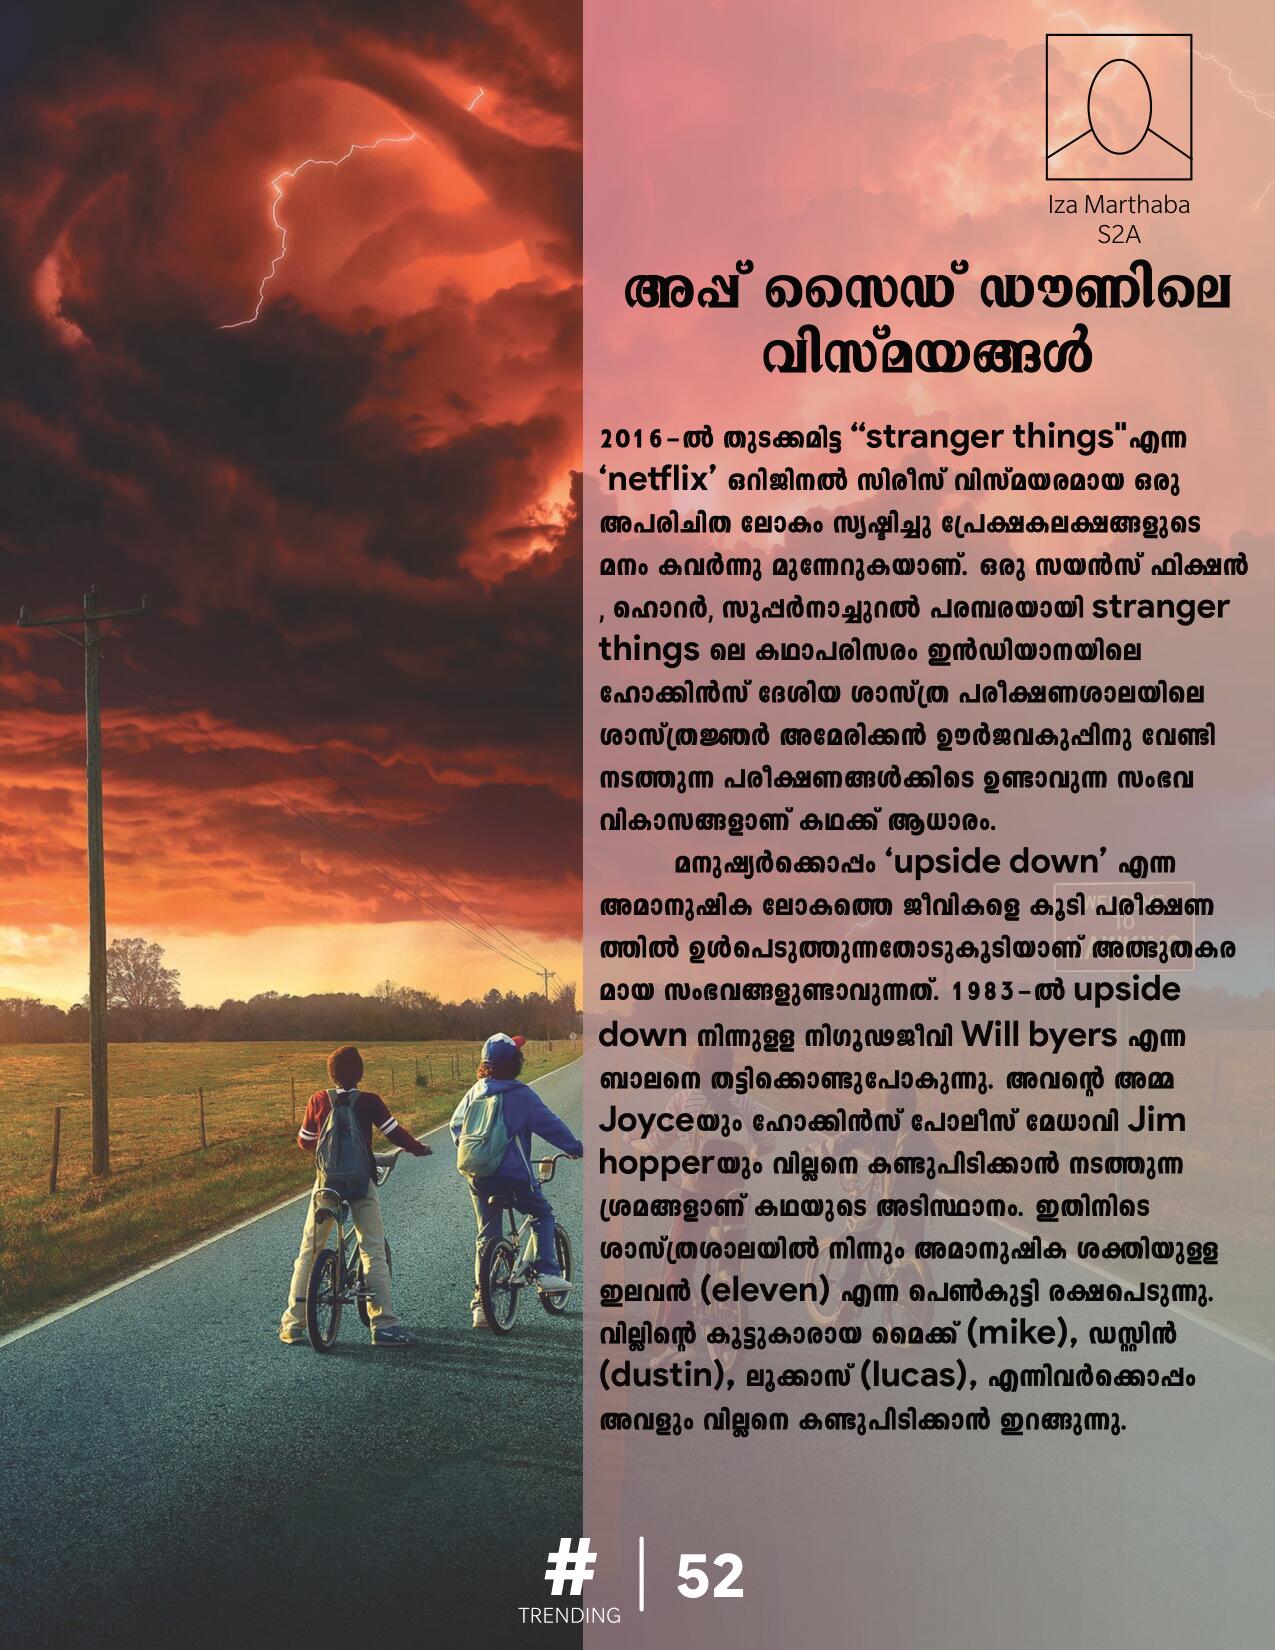 Iza Marthaba
S2A
അപ്പ് സൈഡ് ഡൗണിലെ
വിസ്മയങ്ങൾ
2016-ൽ തുടക്കമിട്ട “stranger things"എന്ന
‘netflix’ ഒറിജിനൽ സിരീസ് വിസ്മയരമായ ഒരു
അപരിചിത ലോകം സൃഷ്ടിച്ചു പ്രേക്ഷകലക്ഷങ്ങളുടെ
മനം കവർന്നു മുന്നേറുകയാണ്. ഒരു സയൻസ് ഫിക്ഷൻ
, ഹൊറർ, സൂപ്പർനാച്ചുറൽ പരമ്പരയായി stranger
things ലെ കഥാപരിസരം ഇൻഡിയാനയിലെ
ഹോക്കിൻസ് ദേശിയ ശാസ്ത്ര പരീക്ഷണശാലയിലെ
ശാസ്ത്രജ്ഞർ അമേരിക്കൻ ഊർജവകുപ്പിനു വേണ്ടി
നടത്തുന്ന പരീക്ഷണങ്ങൾക്കിടെ ഉണ്ടാവുന്ന സംഭവ
വികാസങ്ങളാണ് കഥക്ക് ആധാരം.
മനുഷ്യർക്കൊപ്പം ‘upside down’ എന്ന
അമാനുഷിക ലോകത്തെ ജീവികളെ കൂടി പരീക്ഷണ
ത്തിൽ ഉൾപെടുത്തുന്നതോടുകൂടിയാണ് അത്ഭുതകര
മായ സംഭവങ്ങളുണ്ടാവുന്നത്. 1983-ൽ upside
down നിന്നുളള നിഗൂഢജീവി Will byers എന്ന
ബാലനെ തട്ടിക്കൊണ്ടുപോകുന്നു. അവന്റെ അമ്മ
Joyceയും ഹോക്കിൻസ് പോലീസ് മേധാവി Jim
hopperയും വില്ലനെ കണ്ടുപിടിക്കാൻ നടത്തുന്ന
ശ്രമങ്ങളാണ് കഥയുടെ അടിസ്ഥാനം. ഇതിനിടെ
ശാസ്ത്രശാലയിൽ നിന്നും അമാനുഷിക ശക്തിയുളള
ഇലവൻ (eleven) എന്ന പെൺകുട്ടി രക്ഷപെടുന്നു.
വില്ലിന്റെ കൂട്ടുകാരായ മൈക്ക് (mike), ഡസ്റ്റിൻ
(dustin), ലൂക്കാസ് (lucas), എന്നിവർക്കൊപ്പം
അവളും വില്ലനെ കണ്ടുപിടിക്കാൻ ഇറങ്ങുന്നു.
# | 52
TRENDING